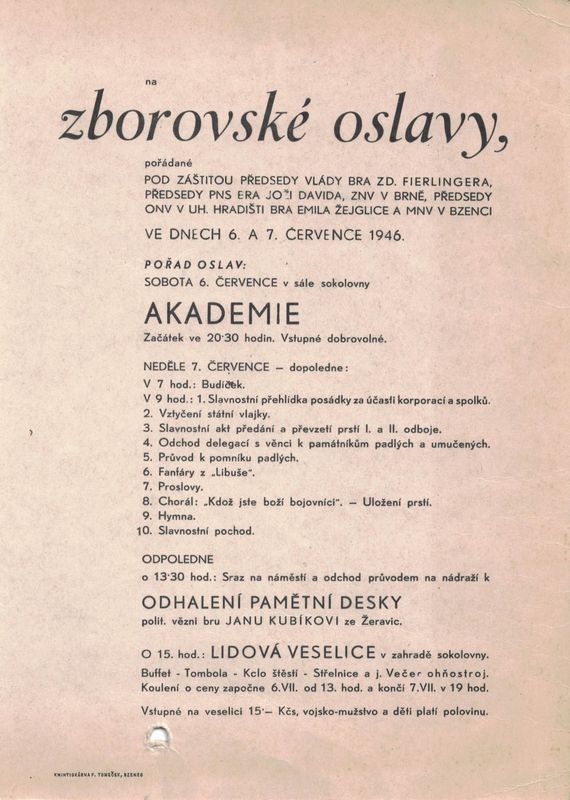 na
zborovské oslavy,
pořádané
POD ZÁŠTITOU PŘEDSEDY VLÁDY BRA ZD. FIERLINGERA,
PŘEDSEDY PNS BRA JOŽI DAVIDA, ZNV V BRNĚ, PŘEDSEDY
ONV V UH. HRADIŠTI BRA EMILA ŽEJGLICE A MNV V BZENCI
VE DNECH 6. A 7. ČERVENCE 1946.
POŘAD OSLAV:
SOBOTA 6. ČERVENCE v sále sokolovny
AKADEMIE
Začátek ve 20·30 hodin. Vstupné dobrovolné.
NEDĚLE 7. ČERVENCE – dopoledne:
V 7 hod.: Budíček.
V 9 hod.: 1. Slavnostní přehlídka posádky za účasti korporací a spolků.
2. Vztyčení státní vlajky.
3. Slavnostní akt předání a převzetí prstí I. a II. odboje.
4. Odchod delegací s věnci k památníkům padlých a umučených.
5. Průvod k pomníku padlých.
6. Fanfáry z „Libuše".
7. Proslovy.
8. Chorál: „Kdož jste boží bojovníci". – Uložení prstí.
9. Hymna.
10. Slavnostní pochod.
ODPOLEDNE
o 13·30 hod.: Sraz na náměstí a odchod průvodem na nádraží k
ODHALENÍ PAMĚTNÍ DESKY
polit. vězni bru JANU KUBÍKOVI ze Žeravic.
O 15. hod.: LIDOVÁ VESELICE v zahradě sokolovny.
Buffet - Tombola - Kclo štěstí - Střelnice a j. Večer ohňostroj.
Koulení o ceny započne 6.VII. od 13. hod. a končí 7.VII. v 19 hod.
Vstupné na veselici 15·– Kčs, vojsko-mužstvo a děti platí polovinu.
KNIHTISKÁRNA F. TOMEČEK, BZENEC